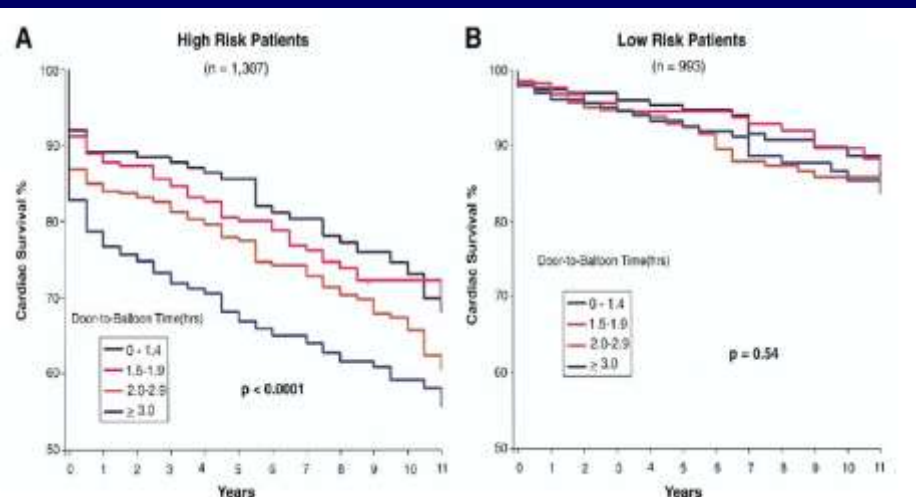 A
High Risk Patients
(n = 1,307)
Cardiac Survival %
100
90
80
70
60
50
Door-to-Balloon Time(hrs)
0 - 1.4
1.5-1.9
2.0-2.9
≥ 3.0
p < 0.0001
0 1 2 3 4 5 6 7 8 9 10 11
Years
B
Low Risk Patients
(n = 993)
Cardiac Survival %
100
90
80
70
60
50
Door-to-Balloon Time(hrs)
0 - 1.4
1.5-1.9
2.0-2.9
≥ 3.0
p = 0.54
0 1 2 3 4 5 6 7 8 9 10 11
Years